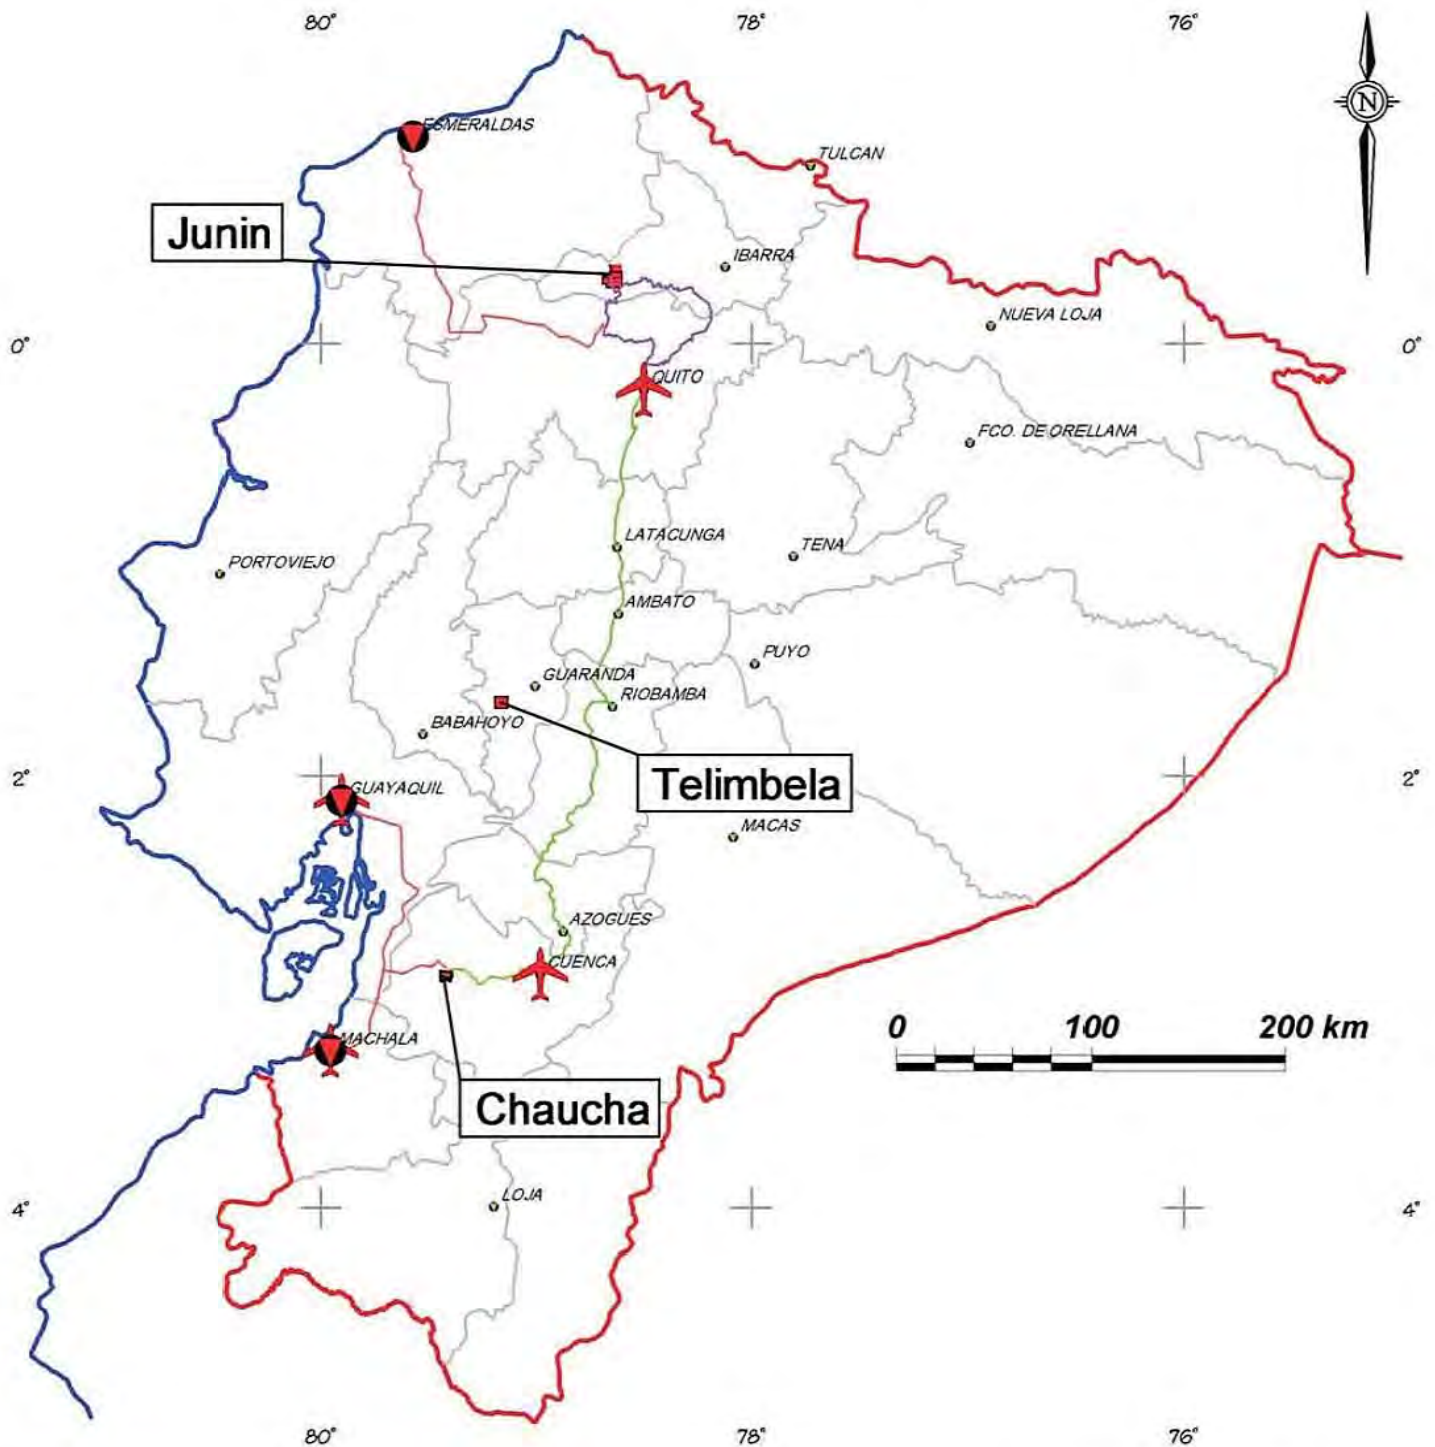 80°
78°
76°
N
ESMERALDAS
TULCAN
Junin
IBARRA
NUEVA LOJA
0°
0°
QUITO
FCO. DE ORELLANA
LATACUNGA
TENA
PORTOVIEJO
AMBATO
PUYO
GUARANDA
RIOBAMBA
BABAHOYO
2°
2°
Telimbela
GUAYAQUIL
MACAS
AZOGUES
CUENCA
0 100 200 km
MACHALA
Chaucha
LOJA
4°
4°
80°
78°
76°